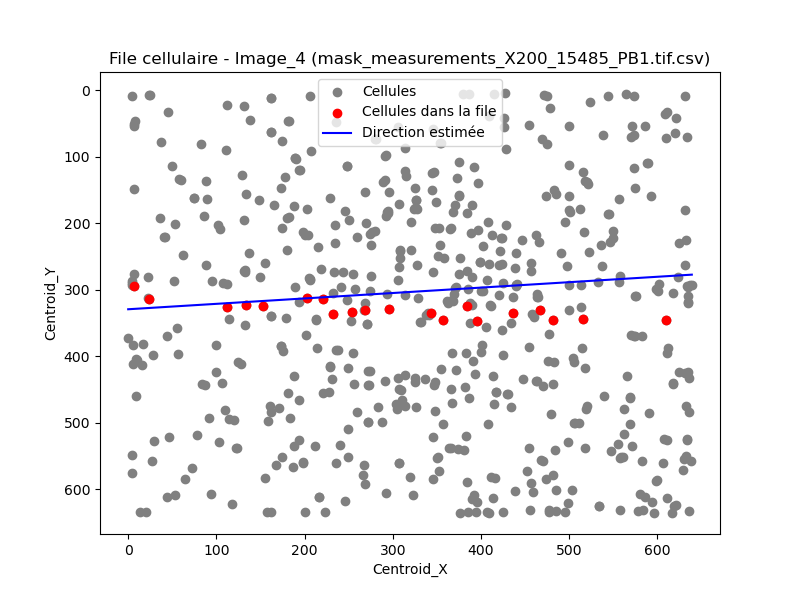 File cellulaire - Image_4 (mask_measurements_X200_15485_PB1.tif.csv)
Cellules
Cellules dans la file
Direction estimée
0
100
200
300
400
500
600
Centroid_Y
0 100 200 300 400 500 600
Centroid_X